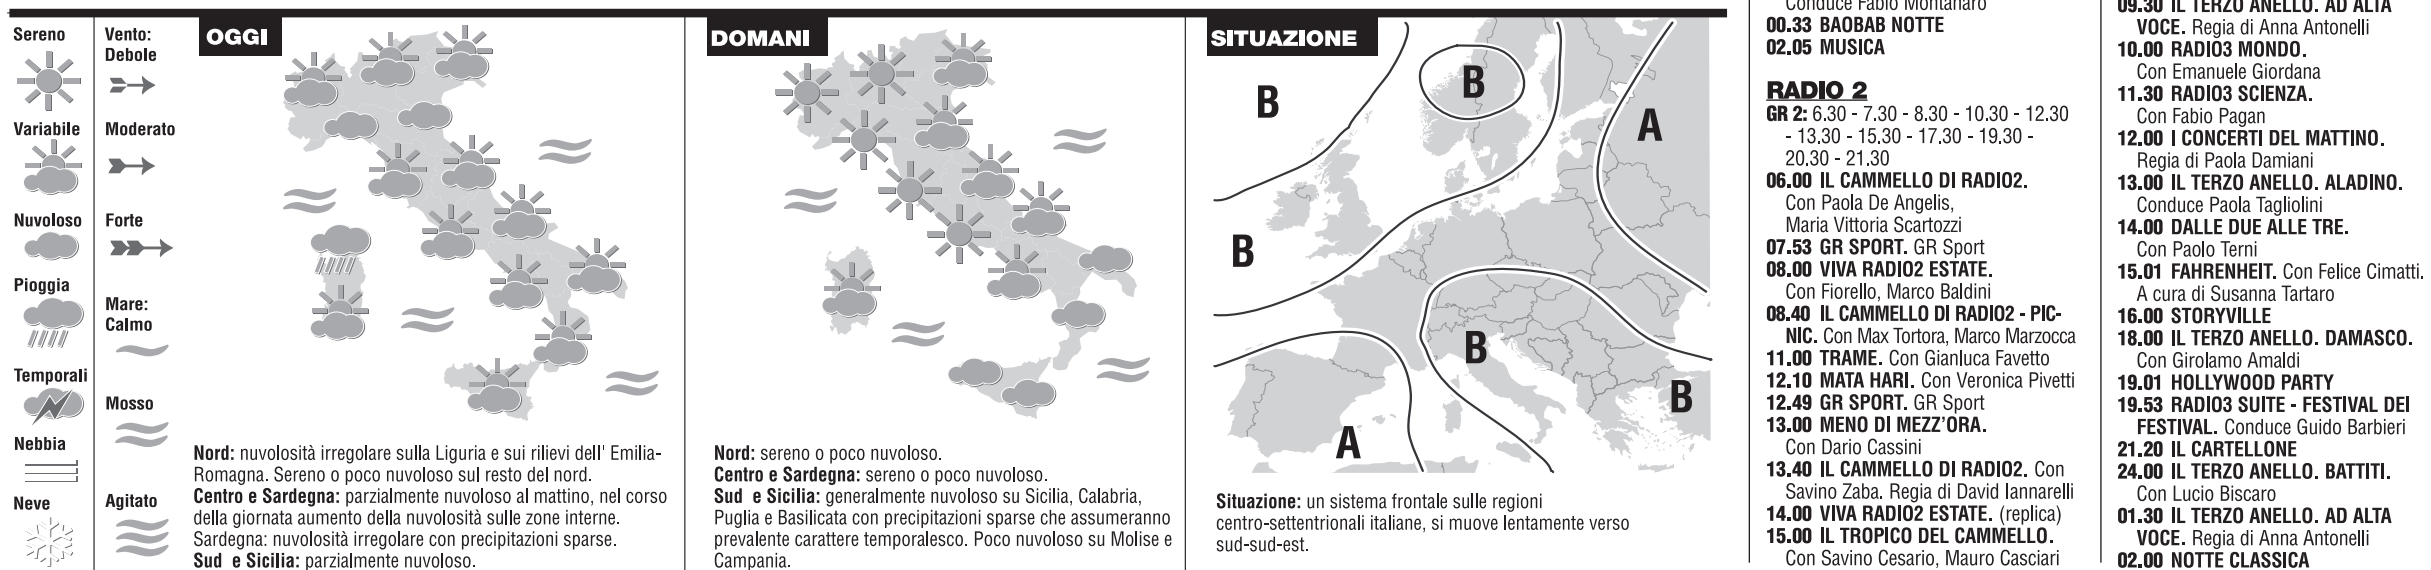 Sereno
Variabile
Nuvoloso
Pioggia
Temporali
Nebbia
Neve
Vento:
Debole
Moderato
Forte
Mare:
Calmo
Mosso
Agitato
OGGI
Nord: nuvolosità irregolare sulla Liguria e sui rilievi dell' Emilia-
Romagna. Sereno o poco nuvoloso sul resto del nord.
Centro e Sardegna: parzialmente nuvoloso al mattino, nel corso
della giornata aumento della nuvolosità sulle zone interne.
Sardegna: nuvolosità irregolare con precipitazioni sparse.
Sud e Sicilia: parzialmente nuvoloso.
DOMANI
Nord: sereno o poco nuvoloso.
Centro e Sardegna: sereno o poco nuvoloso.
Sud e Sicilia: generalmente nuvoloso su Sicilia, Calabria,
Puglia e Basilicata con precipitazioni sparse che assumeranno
prevalente carattere temporalesco. Poco nuvoloso su Molise e
Campania.
SITUAZIONE
B
B
A
B
B
B
A
Situazione: un sistema frontale sulle regioni
centro-settentrionali italiane, si muove lentamente verso
sud-sud-est.
Conduce Fabio Montanaro
00.33 BAOBAB NOTTE
02.05 MUSICA
RADIO 2
GR 2: 6.30 - 7.30 - 8.30 - 10.30 - 12.30
- 13.30 - 15.30 - 17.30 - 19.30 -
20.30 - 21.30
06.00 IL CAMMELLO DI RADIO2.
Con Paola De Angelis,
Maria Vittoria Scartozzi
07.53 GR SPORT. GR Sport
08.00 VIVA RADIO2 ESTATE.
Con Fiorello, Marco Baldini
08.40 IL CAMMELLO DI RADIO2 - PIC-
NIC. Con Max Tortora, Marco Marzocca
11.00 TRAME. Con Gianluca Favetto
12.10 MATA HARI. Con Veronica Pivetti
12.49 GR SPORT. GR Sport
13.00 MENO DI MEZZ'ORA.
Con Dario Cassini
13.40 IL CAMMELLO DI RADIO2. Con
Savino Zaba. Regia di David Iannarelli
14.00 VIVA RADIO2 ESTATE. (replica)
15.00 IL TROPICO DEL CAMMELLO.
Con Savino Cesario, Mauro Casciari
09.30 IL TERZO ANELLO. AD ALTA
VOCE. Regia di Anna Antonelli
10.00 RADIO3 MONDO.
Con Emanuele Giordana
11.30 RADIO3 SCIENZA.
Con Fabio Pagan
12.00 I CONCERTI DEL MATTINO.
Regia di Paola Damiani
13.00 IL TERZO ANELLO. ALADINO.
Conduce Paola Tagliolini
14.00 DALLE DUE ALLE TRE.
Con Paolo Terni
15.01 FAHRENHEIT. Con Felice Cimatti.
A cura di Susanna Tartaro
16.00 STORYVILLE
18.00 IL TERZO ANELLO. DAMASCO.
Con Girolamo Amaldi
19.01 HOLLYWOOD PARTY
19.53 RADIO3 SUITE - FESTIVAL DEI
FESTIVAL. Conduce Guido Barbieri
21.20 IL CARTELLONE
24.00 IL TERZO ANELLO. BATTITI.
Con Lucio Biscaro
01.30 IL TERZO ANELLO. AD ALTA
VOCE. Regia di Anna Antonelli
02.00 NOTTE CLASSICA